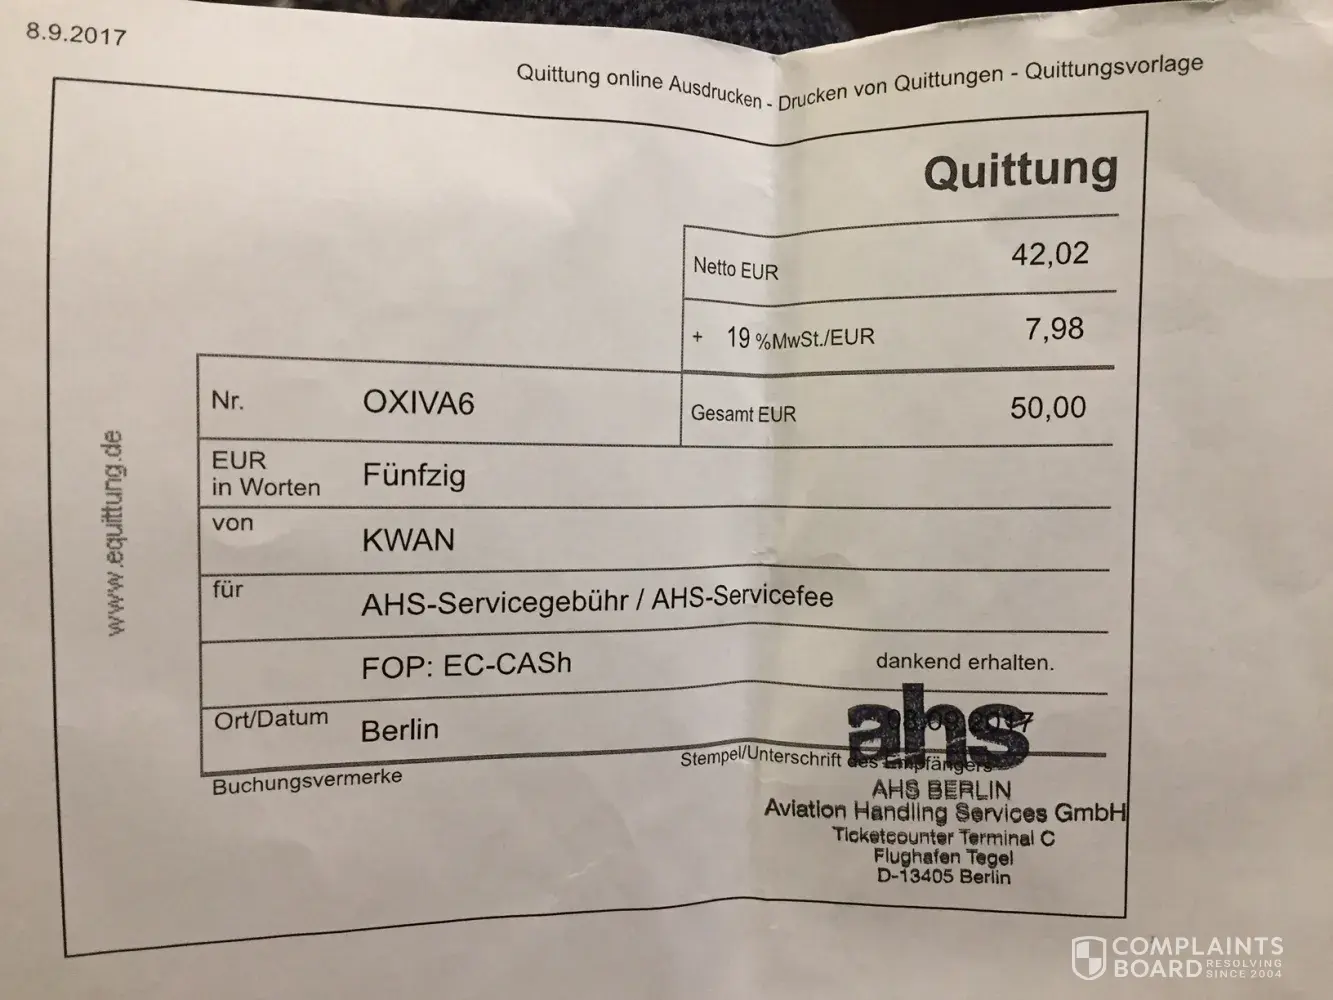 8.9.2017
Quittung online Ausdrucken - Drucken von Quittungen - Quittungsvorlage
Quittung
Netto EUR 42,02
+ 19 %MwSt./EUR 7,98
Gesamt EUR 50,00
Nr. OXIVA6
EUR
in Worten Fünfzig
von KWAN
für AHS-Servicegebühr / AHS-Servicefee
FOP: EC-CASh dankend erhalten.
Ort/Datum Berlin 08.09.2017
Stempel/Unterschrift des Empfängers
Buchungsvermerke
ahs
AHS BERLIN
Aviation Handling Services GmbH
Ticketcounter Terminal C
Flughafen Tegel
D-13405 Berlin
www.equittung.de
COMPLAINTS
BOARD RESOLVING
SINCE 2004